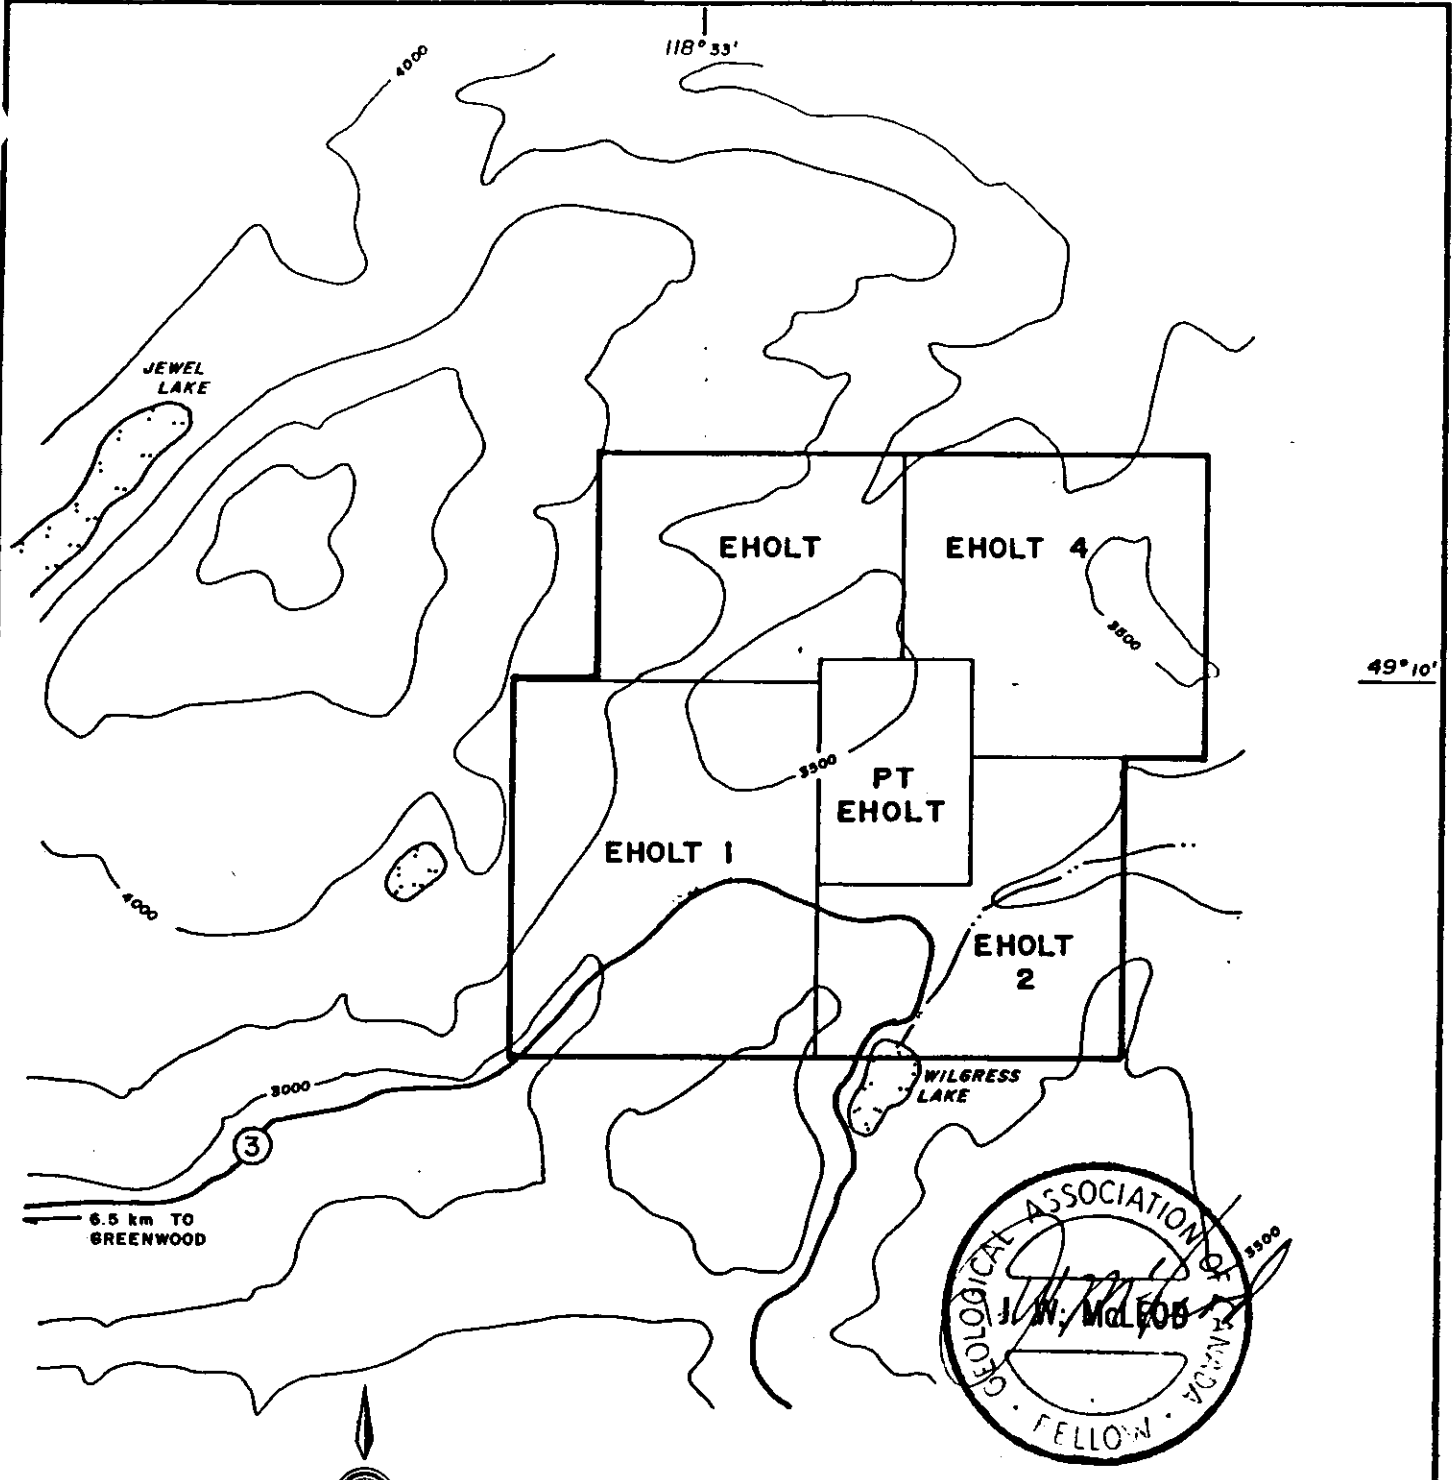 118° 33'
4000
JEWEL
LAKE
EHOLT
EHOLT 4
3500
49° 10'
3500
PT
EHOLT
EHOLT 1
4000
EHOLT
2
WILGRESS
LAKE
3000
3
6.5 km TO
GREENWOOD
3500
GEOLOGICAL ASSOCIATION OF CANADA
J. W. McLEOD
FELLOW